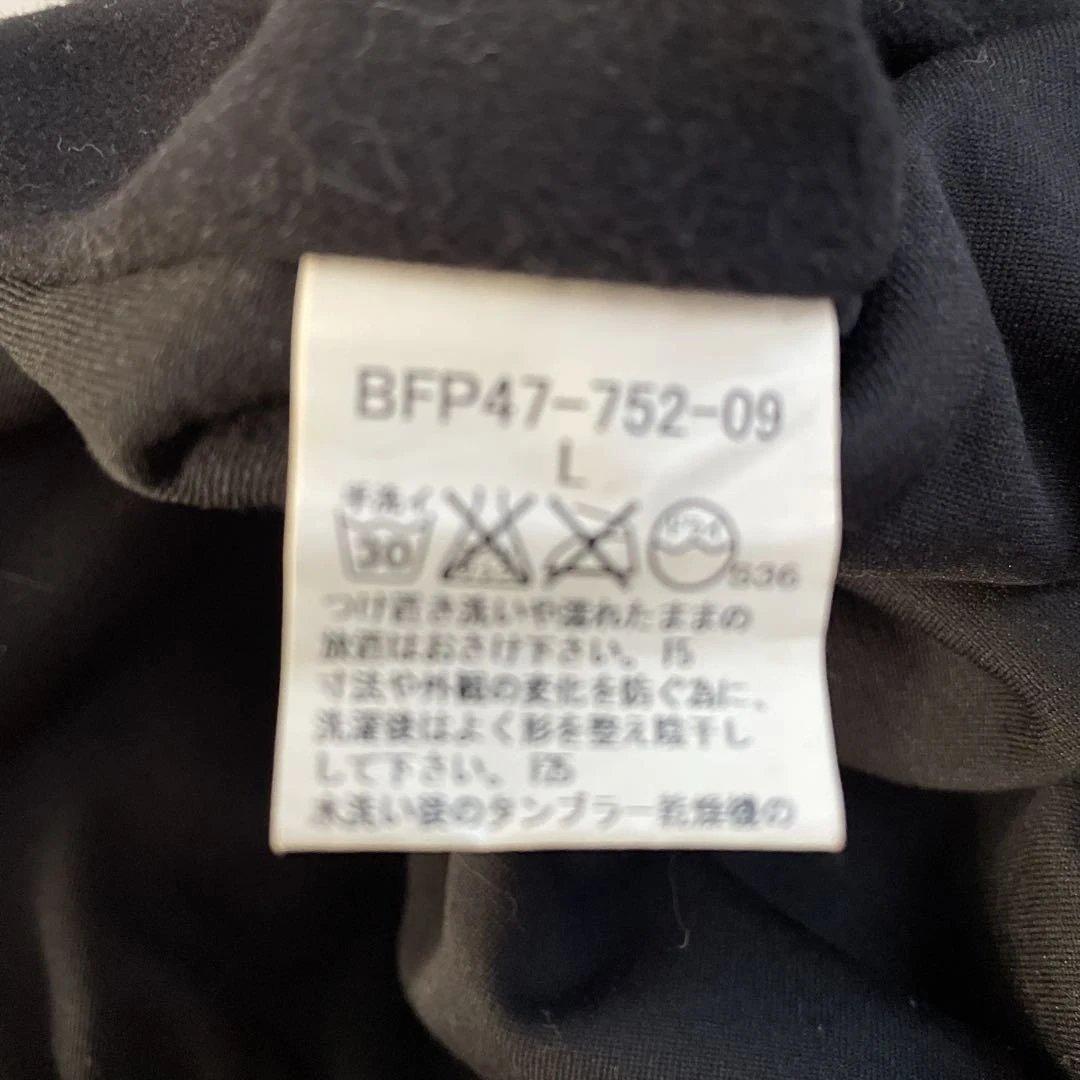 BFP47-752-09
L
手洗イ
30
536
つけ置き洗いや濡れたままの
放置はおさけ下さい。15
寸法や外観の変化を防ぐ為に、
洗濯後はよく形を整え陰干し
して下さい。125
水洗い後のタンブラー乾燥機の